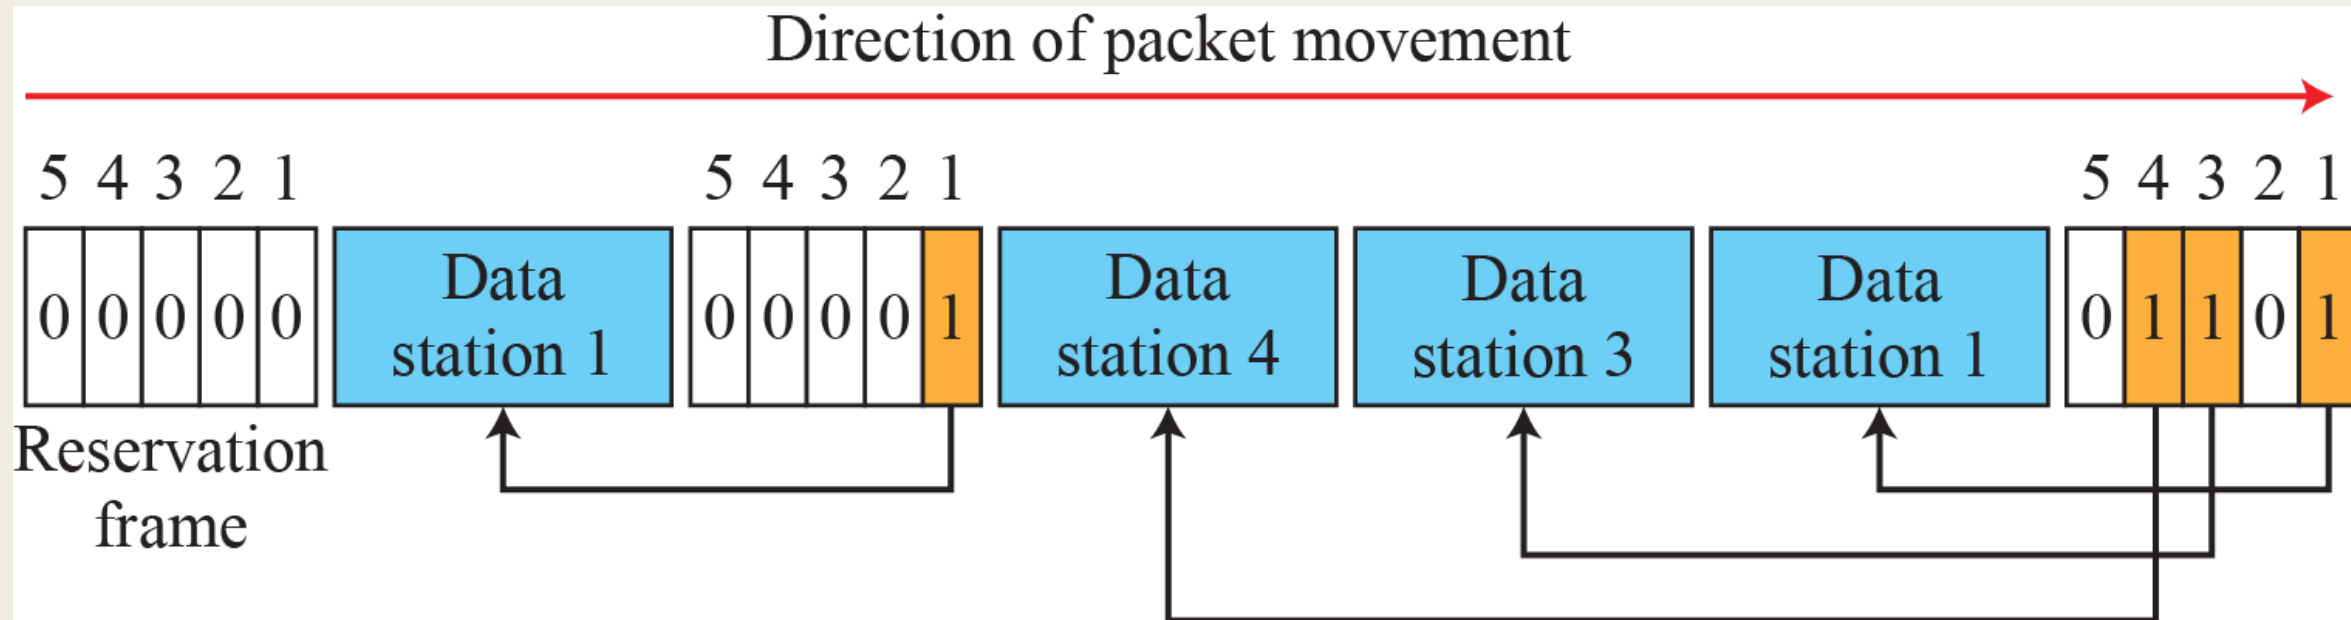 Direction of packet movement
5 4 3 2 1
5 4 3 2 1
5 4 3 2 1
0 0 0 0 0
Data
station 1
0 0 0 0 1
Data
station 4
Data
station 3
Data
station 1
0 1 1 0 1
Reservation
frame